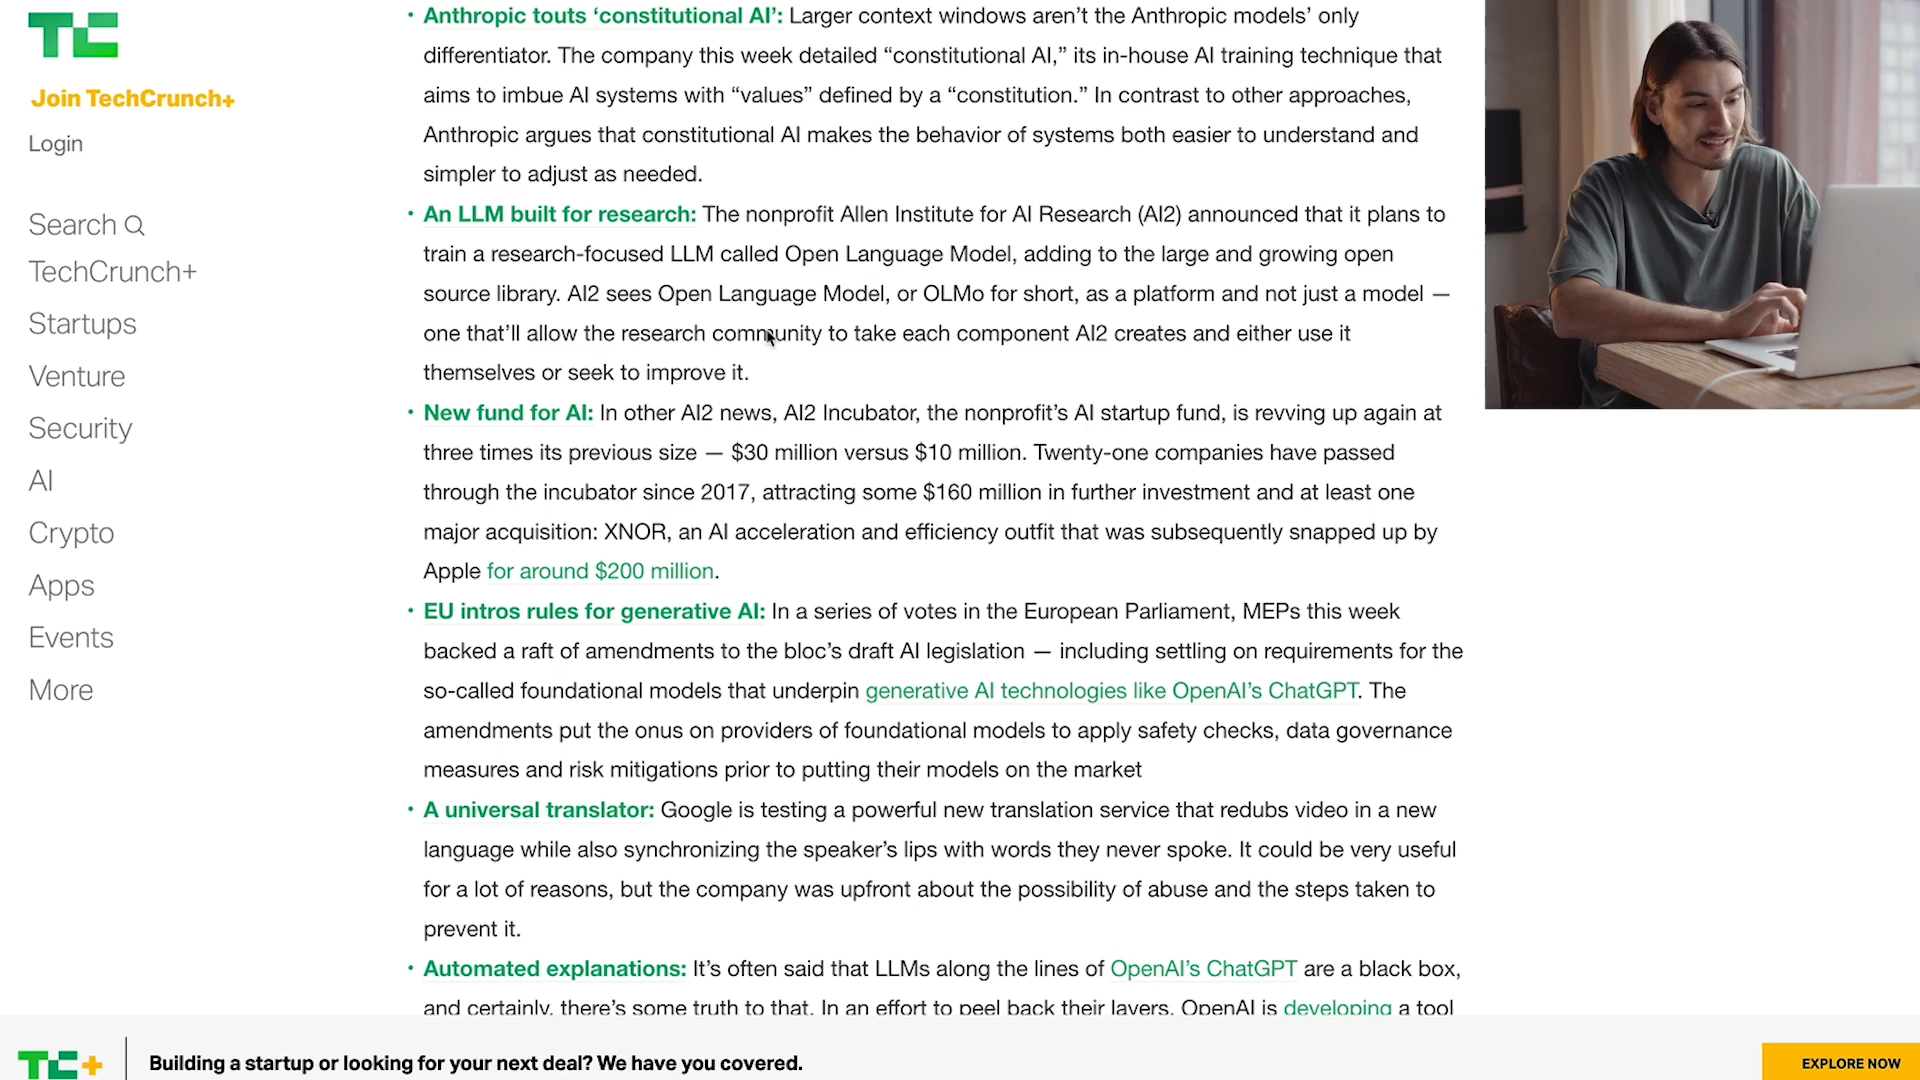 TC
Join TechCrunch+
Login
Search
TechCrunch+
Startups
Venture
Security
AI
Crypto
Apps
Events
More
• Anthropic touts ‘constitutional AI’: Larger context windows aren’t the Anthropic models’ only
differentiator. The company this week detailed “constitutional AI,” its in-house AI training technique that
aims to imbue AI systems with “values” defined by a “constitution.” In contrast to other approaches,
Anthropic argues that constitutional AI makes the behavior of systems both easier to understand and
simpler to adjust as needed.
• An LLM built for research: The nonprofit Allen Institute for AI Research (AI2) announced that it plans to
train a research-focused LLM called Open Language Model, adding to the large and growing open
source library. AI2 sees Open Language Model, or OLMo for short, as a platform and not just a model —
one that’ll allow the research community to take each component AI2 creates and either use it
themselves or seek to improve it.
• New fund for AI: In other AI2 news, AI2 Incubator, the nonprofit’s AI startup fund, is revving up again at
three times its previous size — $30 million versus $10 million. Twenty-one companies have passed
through the incubator since 2017, attracting some $160 million in further investment and at least one
major acquisition: XNOR, an AI acceleration and efficiency outfit that was subsequently snapped up by
Apple for around $200 million.
• EU intros rules for generative AI: In a series of votes in the European Parliament, MEPs this week
backed a raft of amendments to the bloc’s draft AI legislation — including settling on requirements for the
so-called foundational models that underpin generative AI technologies like OpenAI’s ChatGPT. The
amendments put the onus on providers of foundational models to apply safety checks, data governance
measures and risk mitigations prior to putting their models on the market
• A universal translator: Google is testing a powerful new translation service that redubs video in a new
language while also synchronizing the speaker’s lips with words they never spoke. It could be very useful
for a lot of reasons, but the company was upfront about the possibility of abuse and the steps taken to
prevent it.
• Automated explanations: It’s often said that LLMs along the lines of OpenAI’s ChatGPT are a black box,
and certainly, there’s some truth to that. In an effort to peel back their layers, OpenAI is developing a tool
TC+
Building a startup or looking for your next deal? We have you covered.
EXPLORE NOW